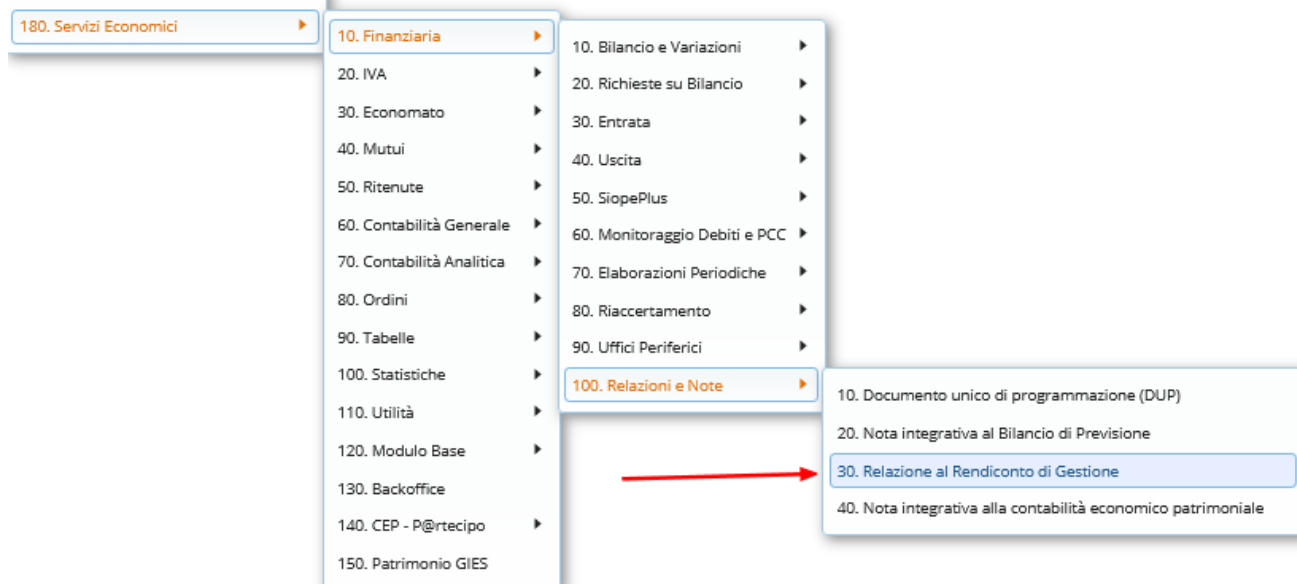 180. Servizi Economici
10. Finanziaria
20. IVA
30. Economato
40. Mutui
50. Ritenute
60. Contabilità Generale
70. Contabilità Analitica
80. Ordini
90. Tabelle
100. Statistiche
110. Utilità
120. Modulo Base
130. Backoffice
140. CEP - P@rtecipo
150. Patrimonio GIES
10. Bilancio e Variazioni
20. Richieste su Bilancio
30. Entrata
40. Uscita
50. SiopePlus
60. Monitoraggio Debiti e PCC
70. Elaborazioni Periodiche
80. Riaccertamento
90. Uffici Periferici
100. Relazioni e Note
10. Documento unico di programmazione (DUP)
20. Nota integrativa al Bilancio di Previsione
30. Relazione al Rendiconto di Gestione
40. Nota integrativa alla contabilità economico patrimoniale